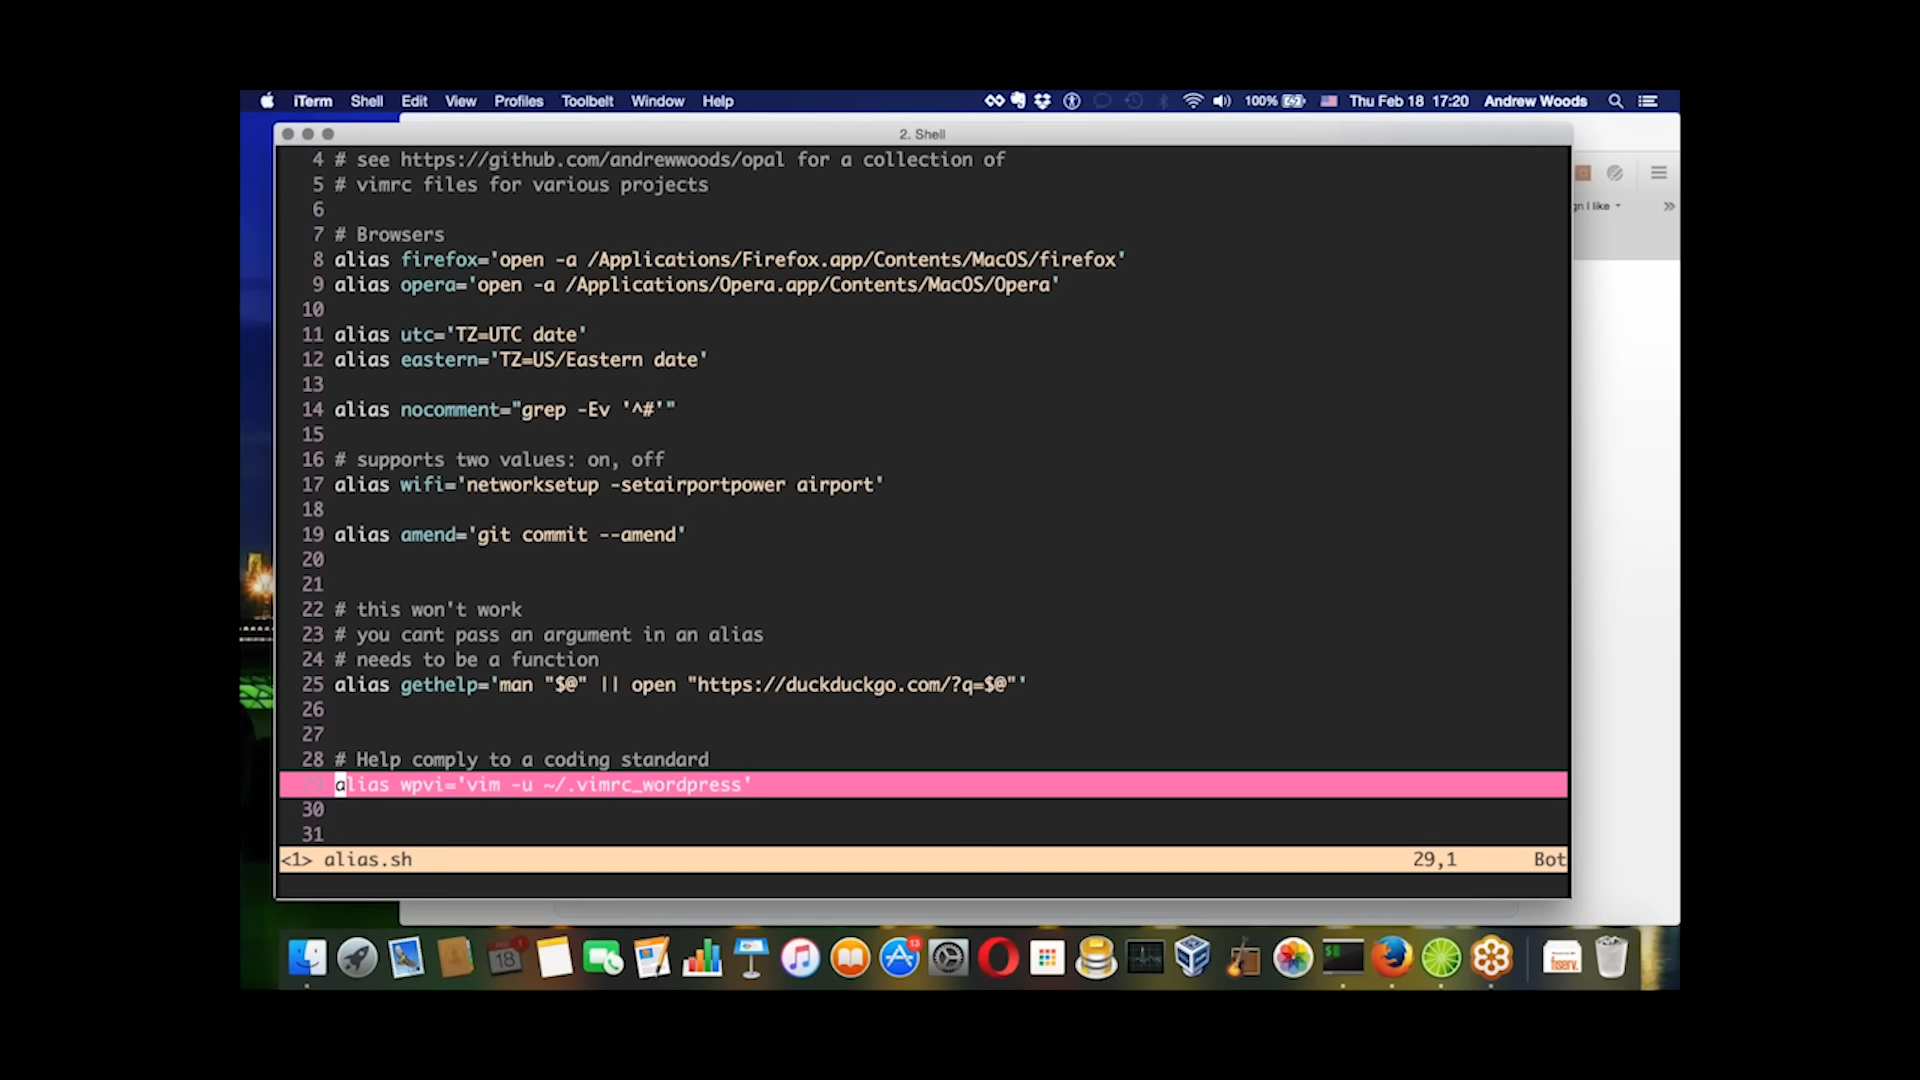 iTerm Shell Edit View Profiles Toolbelt Window Help 100% Thu Feb 18 17:20 Andrew Woods
2. Shell
4 # see https://github.com/andrewwoods/opal for a collection of
5 # vimrc files for various projects
6
7 # Browsers
8 alias firefox='open -a /Applications/Firefox.app/Contents/MacOS/firefox'
9 alias opera='open -a /Applications/Opera.app/Contents/MacOS/Opera'
10
11 alias utc='TZ=UTC date'
12 alias eastern='TZ=US/Eastern date'
13
14 alias nocomment="grep -Ev '^#'"
15
16 # supports two values: on, off
17 alias wifi='networksetup -setairportpower airport'
18
19 alias amend='git commit --amend'
20
21
22 # this won't work
23 # you cant pass an argument in an alias
24 # needs to be a function
25 alias gethelp='man "$@" || open "https://duckduckgo.com/?q=$@"'
26
27
28 # Help comply to a coding standard
alias wpvi='vim -u ~/.vimrc_wordpress'
30
31
<1> alias.sh 29,1 Bot
gn I like
18
13
fiserv.